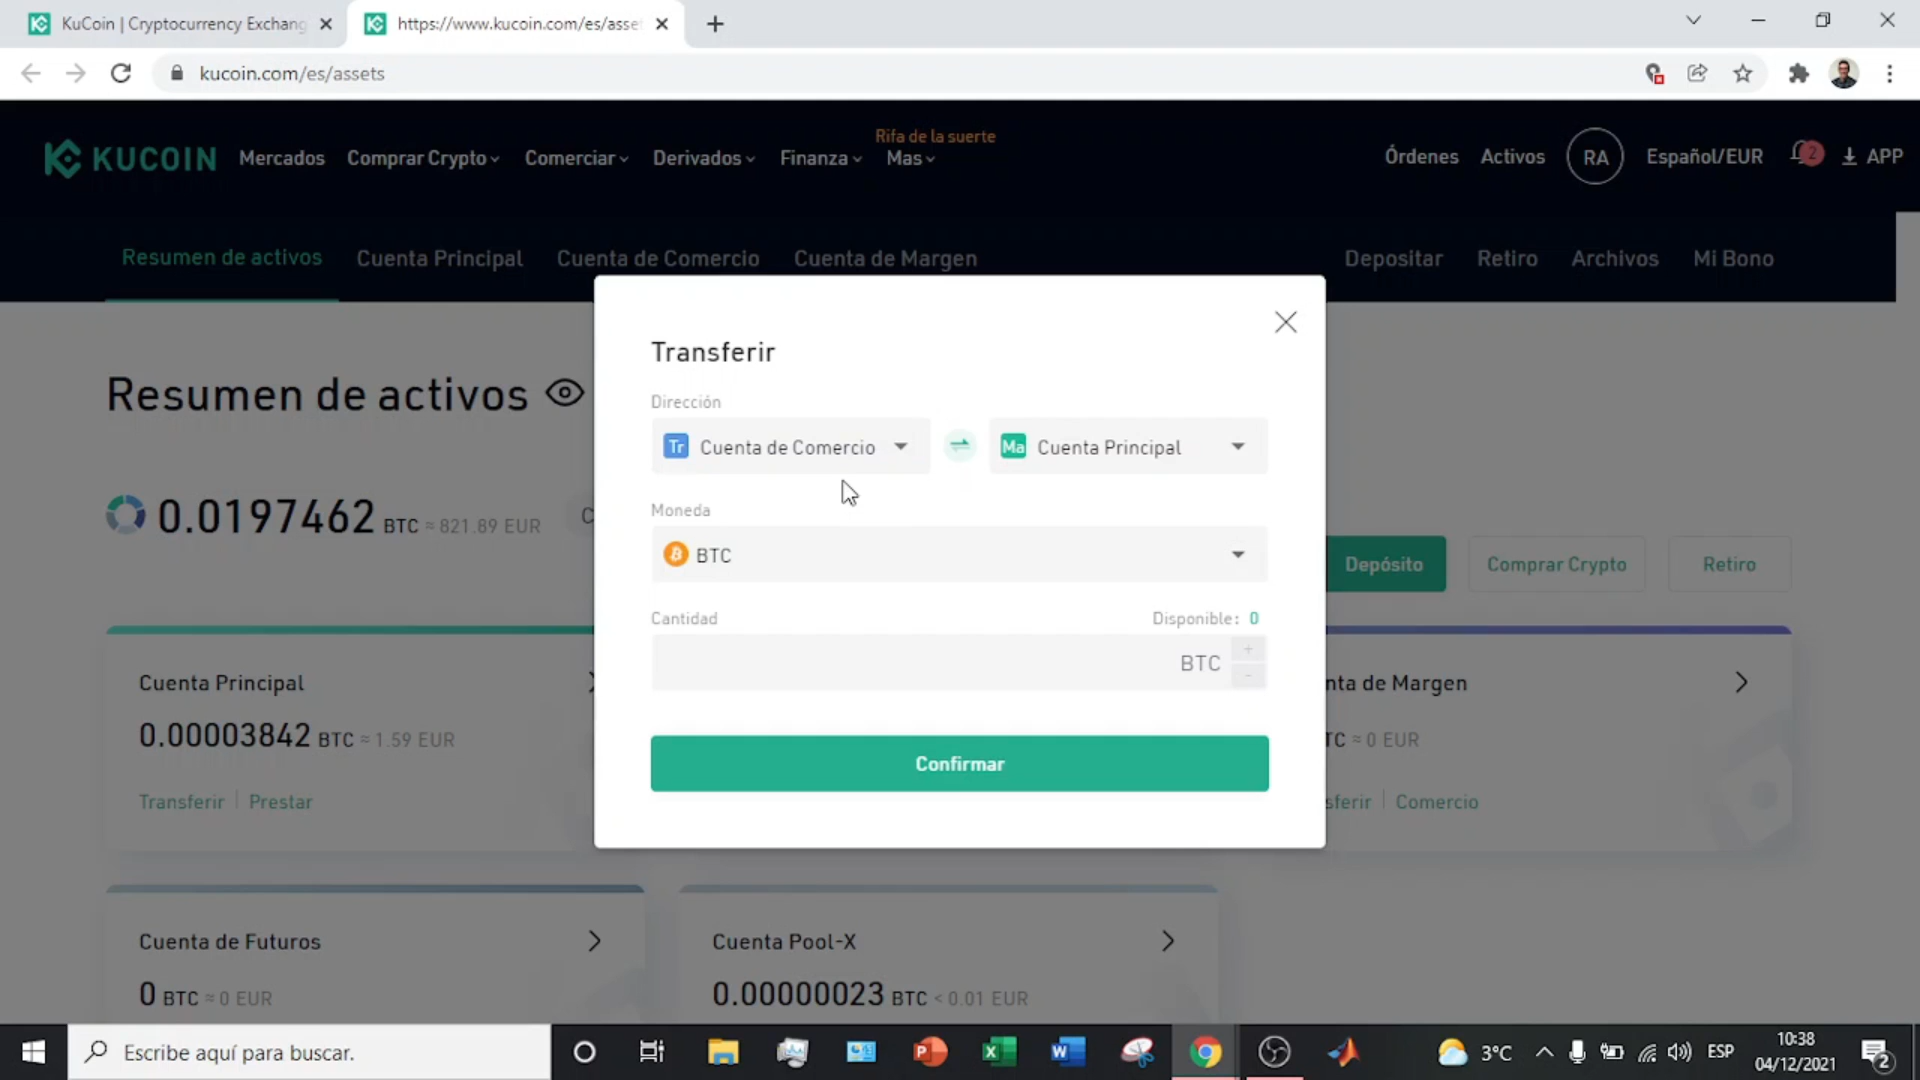 KuCoin | Cryptocurrency Exchang
https://www.kucoin.com/es/asse
kucoin.com/es/assets
KUCOIN
Mercados
Comprar Crypto
Comerciar
Derivados
Finanza
Rifa de la suerte
Mas
Órdenes
Activos
RA
Español/EUR
2
APP
Resumen de activos
Cuenta Principal
Cuenta de Comercio
Cuenta de Margen
Depositar
Retiro
Archivos
Mi Bono
Transferir
Dirección
Tr Cuenta de Comercio
Ma Cuenta Principal
Moneda
BTC
Cantidad
Disponible: 0
BTC
+
-
Confirmar
Resumen de activos
0.0197462 BTC ≈ 821.89 EUR
C
Depósito
Comprar Crypto
Retiro
Cuenta Principal
0.00003842 BTC ≈ 1.59 EUR
Transferir
Prestar
nta de Margen
TC ≈ 0 EUR
sferir
Comercio
Cuenta de Futuros
0 BTC ≈ 0 EUR
Cuenta Pool-X
0.00000023 BTC < 0.01 EUR
Escribe aquí para buscar.
3°C
ESP
10:38
04/12/2021
2